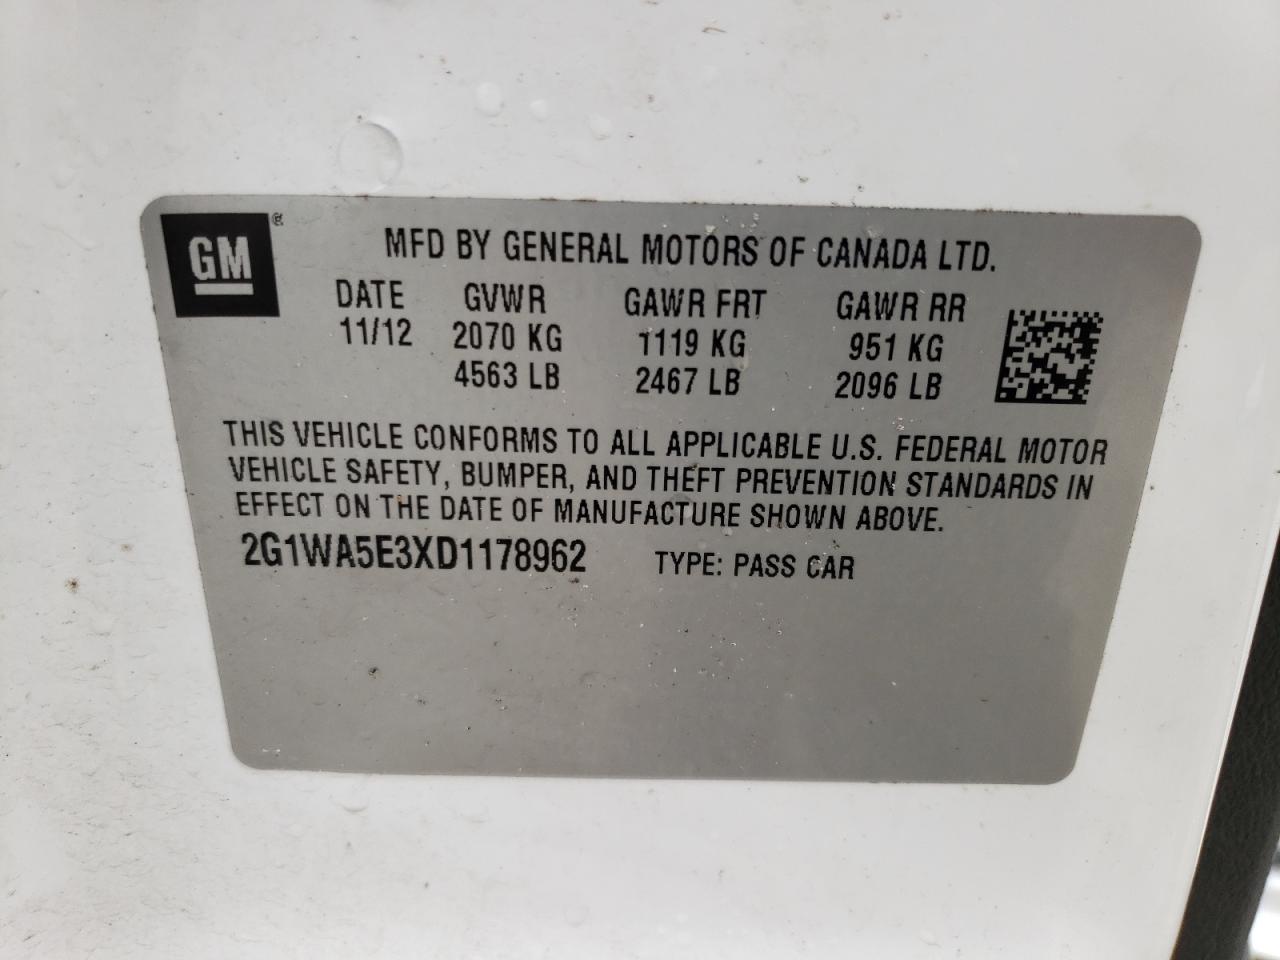 GM ®
MFD BY GENERAL MOTORS OF CANADA LTD.
DATE GVWR GAWR FRT GAWR RR
11/12 2070 KG 1119 KG 951 KG
4563 LB 2467 LB 2096 LB
THIS VEHICLE CONFORMS TO ALL APPLICABLE U.S. FEDERAL MOTOR
VEHICLE SAFETY, BUMPER, AND THEFT PREVENTION STANDARDS IN
EFFECT ON THE DATE OF MANUFACTURE SHOWN ABOVE.
2G1WA5E3XD1178962 TYPE: PASS CAR